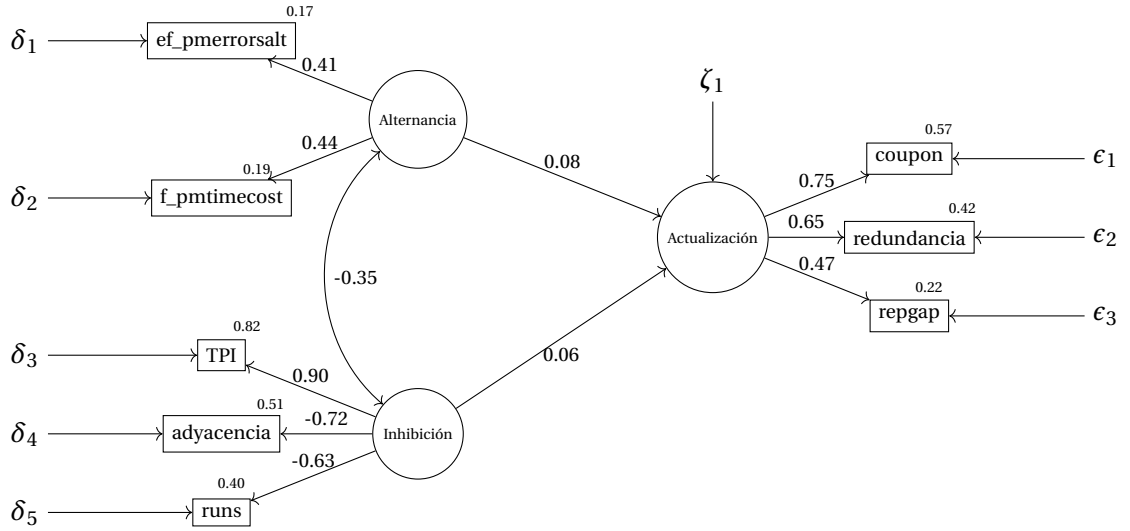 0.17
δ1
ef_pmerrorsalt
0.41
Alternancia
ζ1
0.44
0.19
δ2
f_pmtimecost
0.08
0.57
coupon
ϵ1
0.75
Actualización
0.65
0.42
redundancia
ϵ2
0.47
0.22
repgap
ϵ3
-0.35
0.82
δ3
TPI
0.90
0.06
0.51
δ4
adyacencia
-0.72
Inhibición
-0.63
0.40
δ5
runs